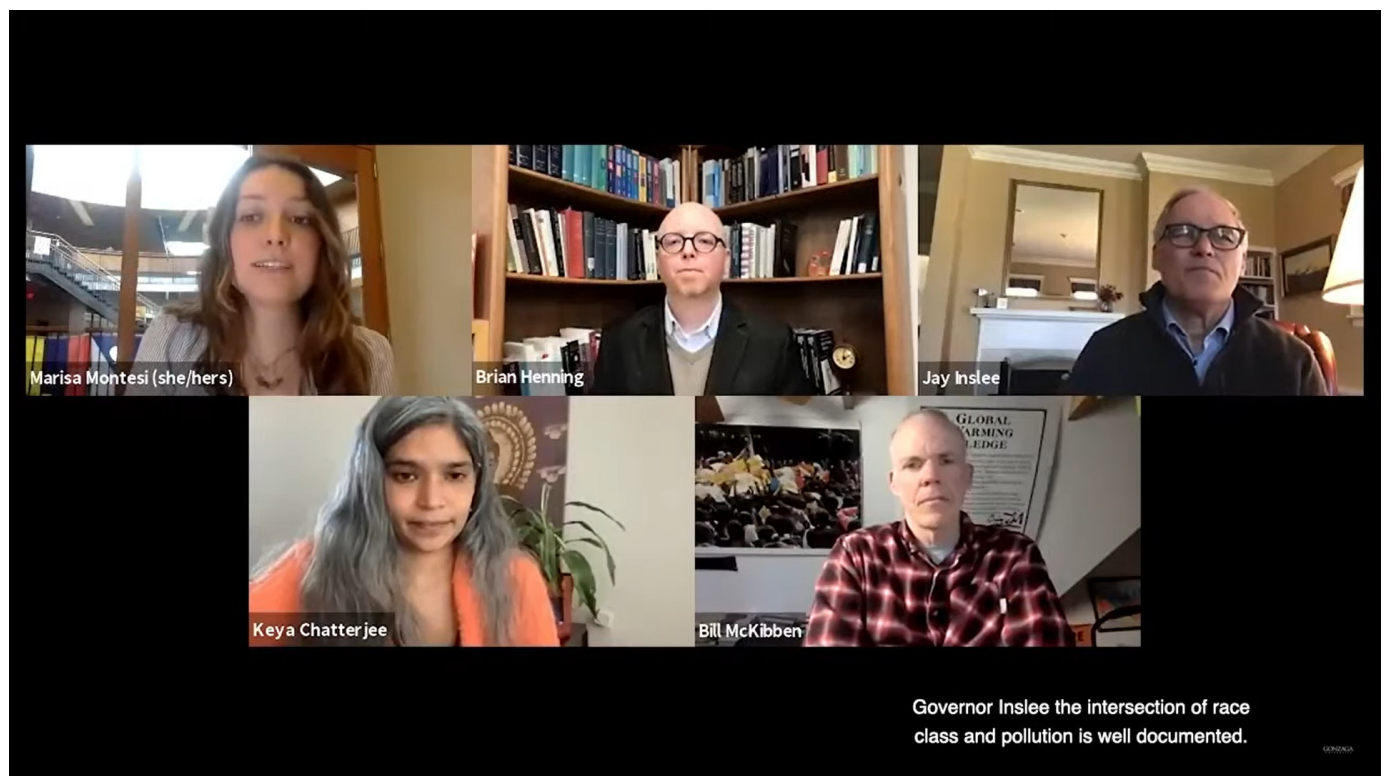 Marisa Montesi (she/hers)
Brian Henning
Jay Inslee
GLOBAL
LEDGE
Keya Chatterjee
Bill McKibben
Governor Inslee the intersection of race
class and pollution is well documented.
GONZAGA